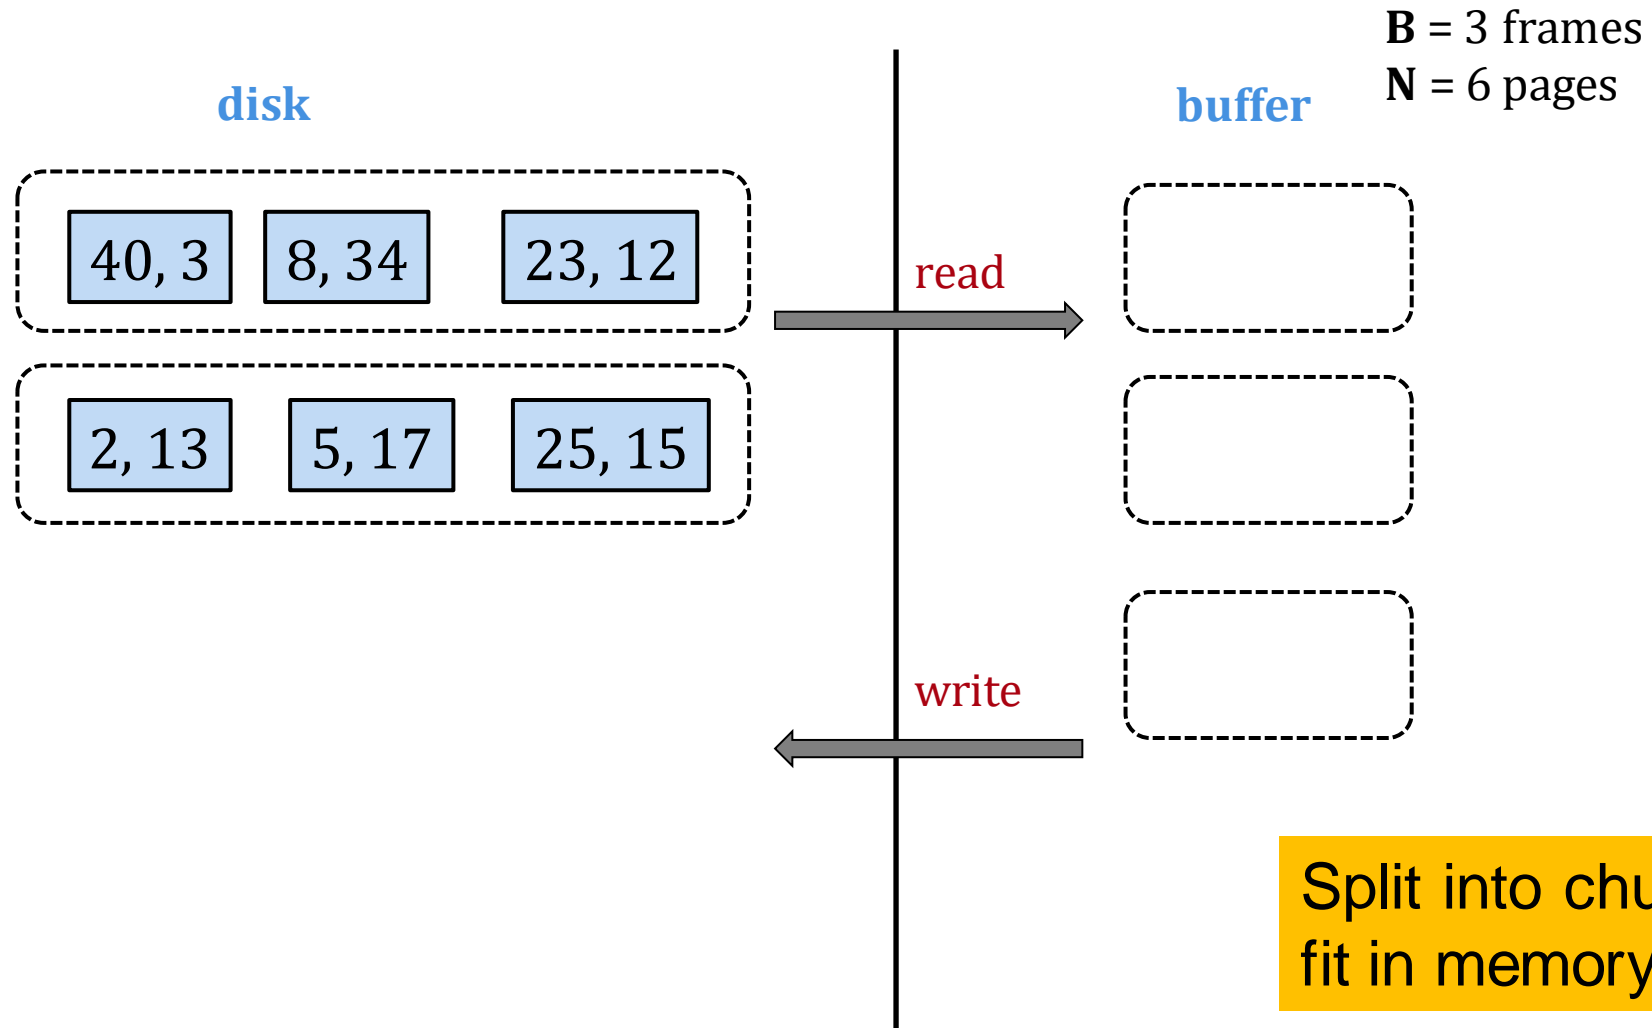 B = 3 frames
N = 6 pages
disk
buffer
40, 3
8, 34
23, 12
read
2, 13
5, 17
25, 15
write
Split into
fit in memory